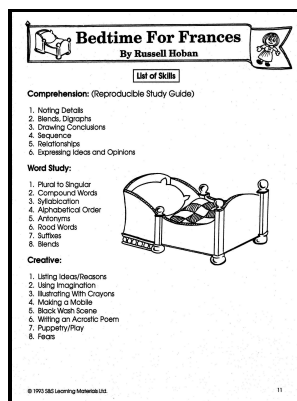 Bedtime For Frances
By Russell Hoban
List of Skills
Comprehension: (Reproducible Study Guide)
1. Noting Details
2. Blends, Digraphs
3. Drawing Conclusions
4. Sequence
5. Relationships
6. Expressing Ideas and Opinions
Word Study:
1. Plural to Singular
2. Compound Words
3. Syllabication
4. Alphabetical Order
5. Antonyms
6. Rood Words
7. Suffixes
8. Blends
Creative:
1. Listing Ideas/Reasons
2. Using Imagination
3. Illustrating With Crayons
4. Making a Mobile
5. Black Wash Scene
6. Writing an Acrostic Poem
7. Puppetry/Play
8. Fears
© 1993 S&S Learning Materials Ltd.
11